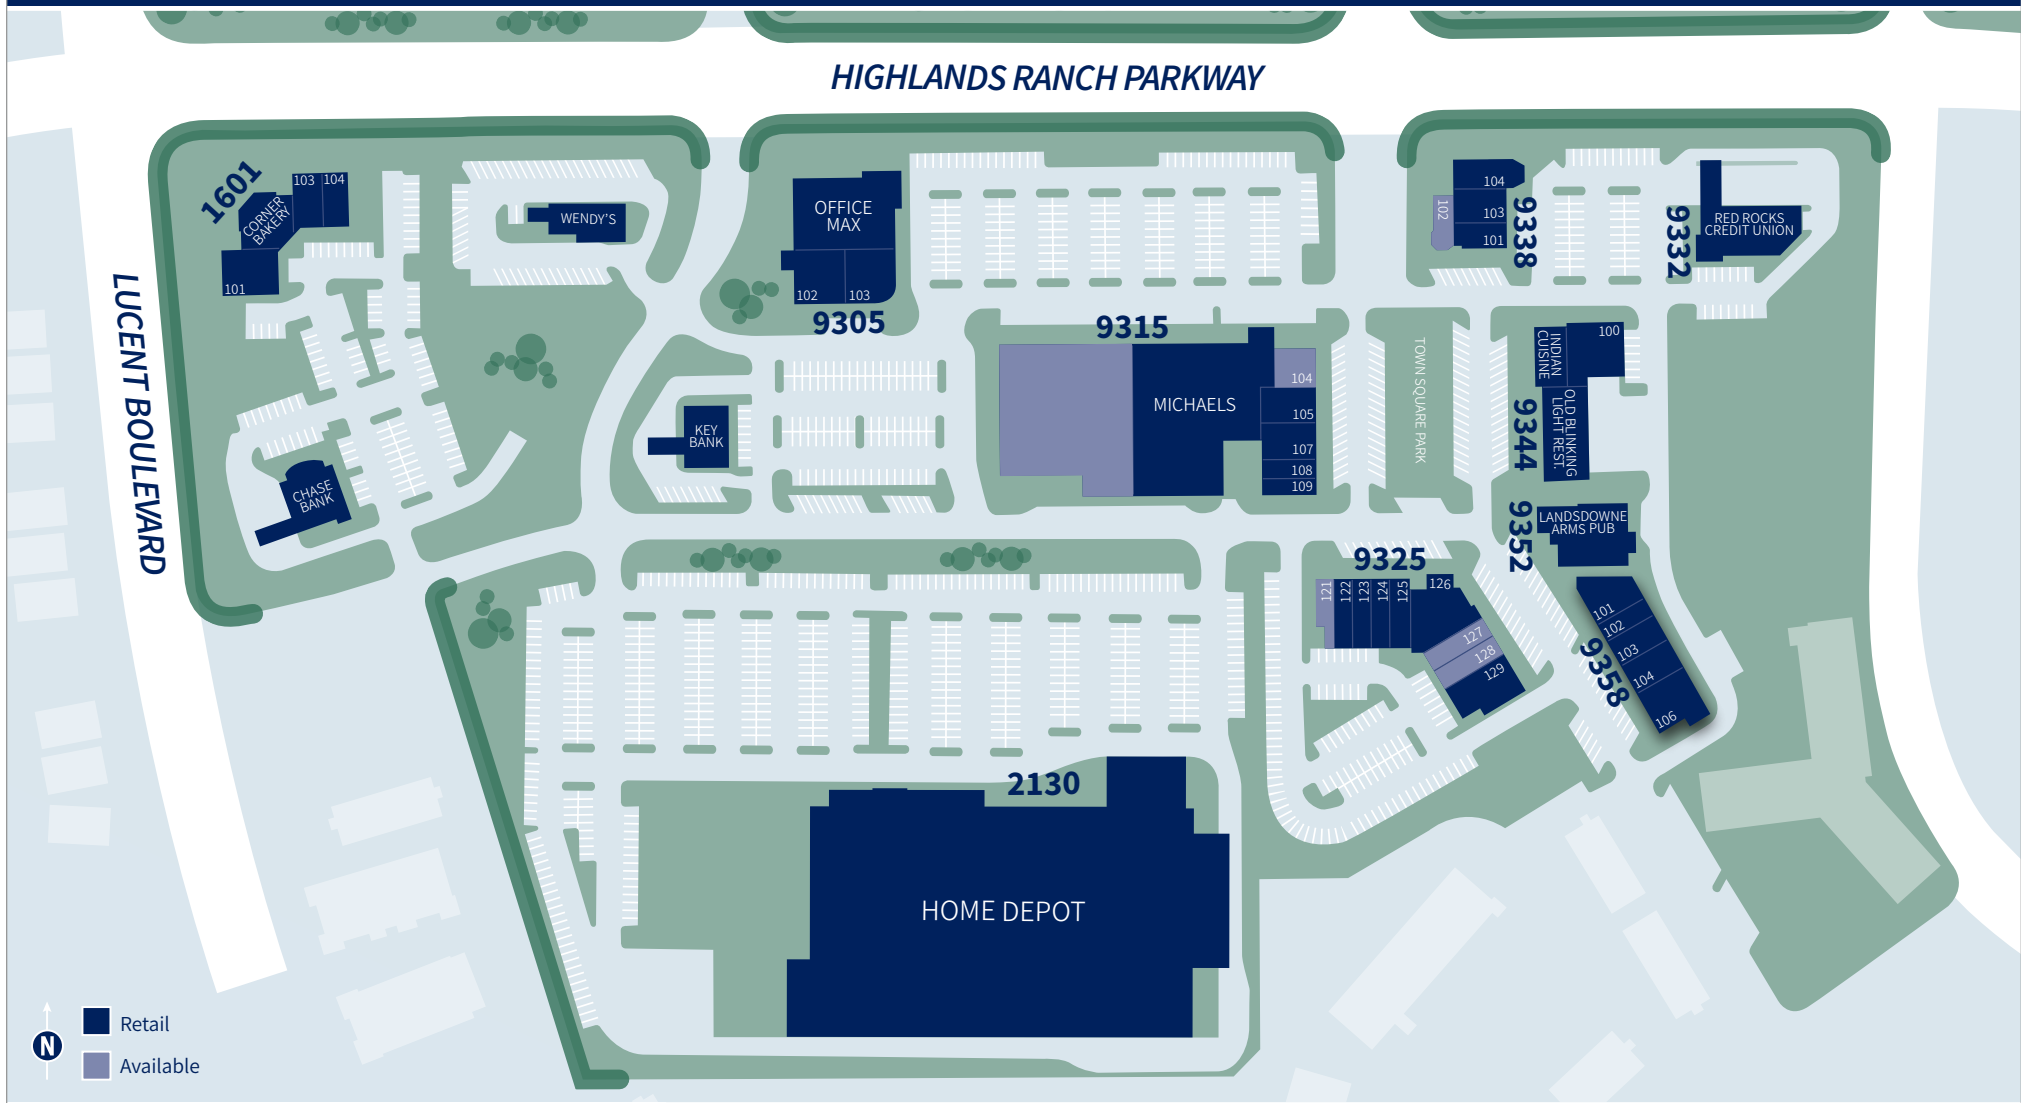 HIGHLANDS RANCH PARKWAY
LUCENT BOULEVARD
1601
CORNER
BAKERY
103
104
101
WENDY'S
OFFICE
MAX
102
103
9305
9315
MICHAELS
104
105
107
108
109
TOWN SQUARE PARK
104
102
103
101
9338
9332
RED ROCKS
CREDIT UNION
INDIAN
CUISINE
100
OLD BLINKING
LIGHT REST.
9344
KEY
BANK
CHASE
BANK
LANDSDOWNE
ARMS PUB
9352
9325
121
122
123
124
125
126
127
128
129
101
102
103
104
106
9358
2130
HOME DEPOT
N
Retail
Available